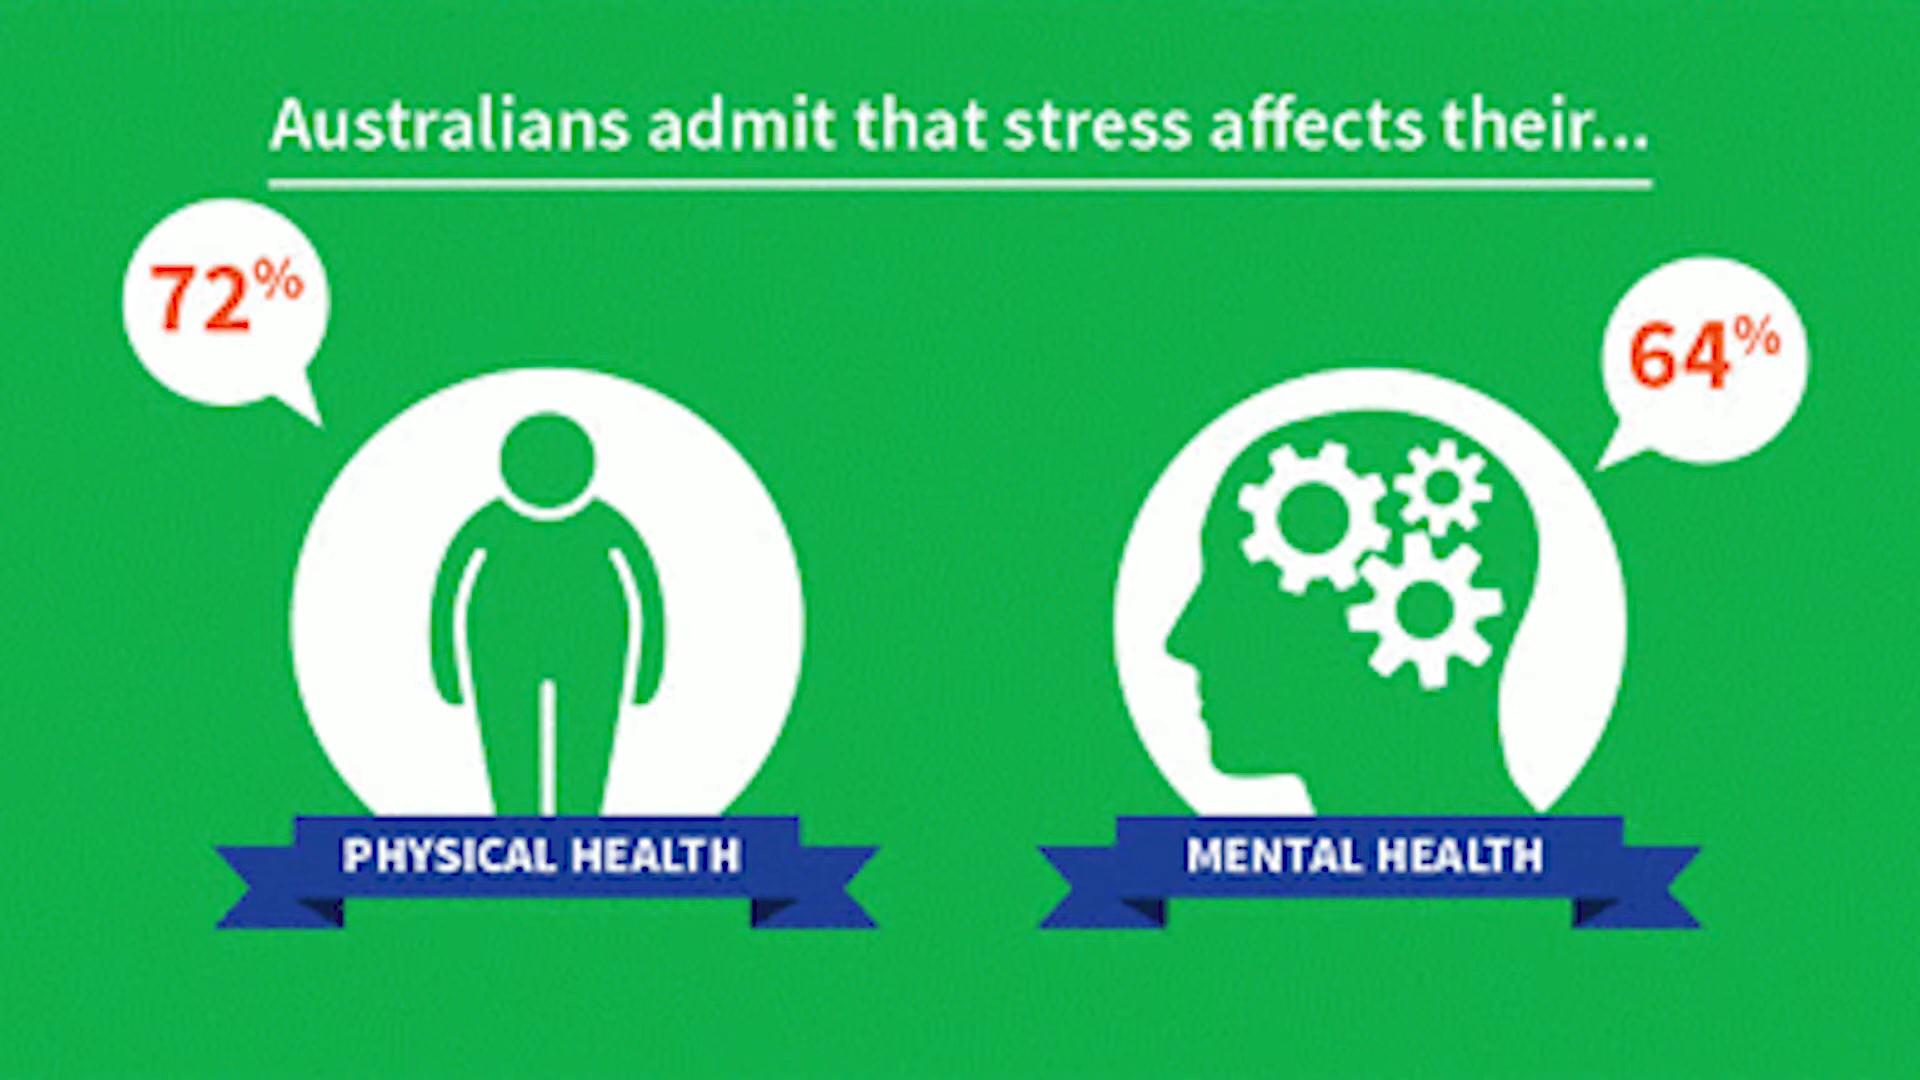 Australians admit that stress affects their...
72%
64%
PHYSICAL HEALTH
MENTAL HEALTH